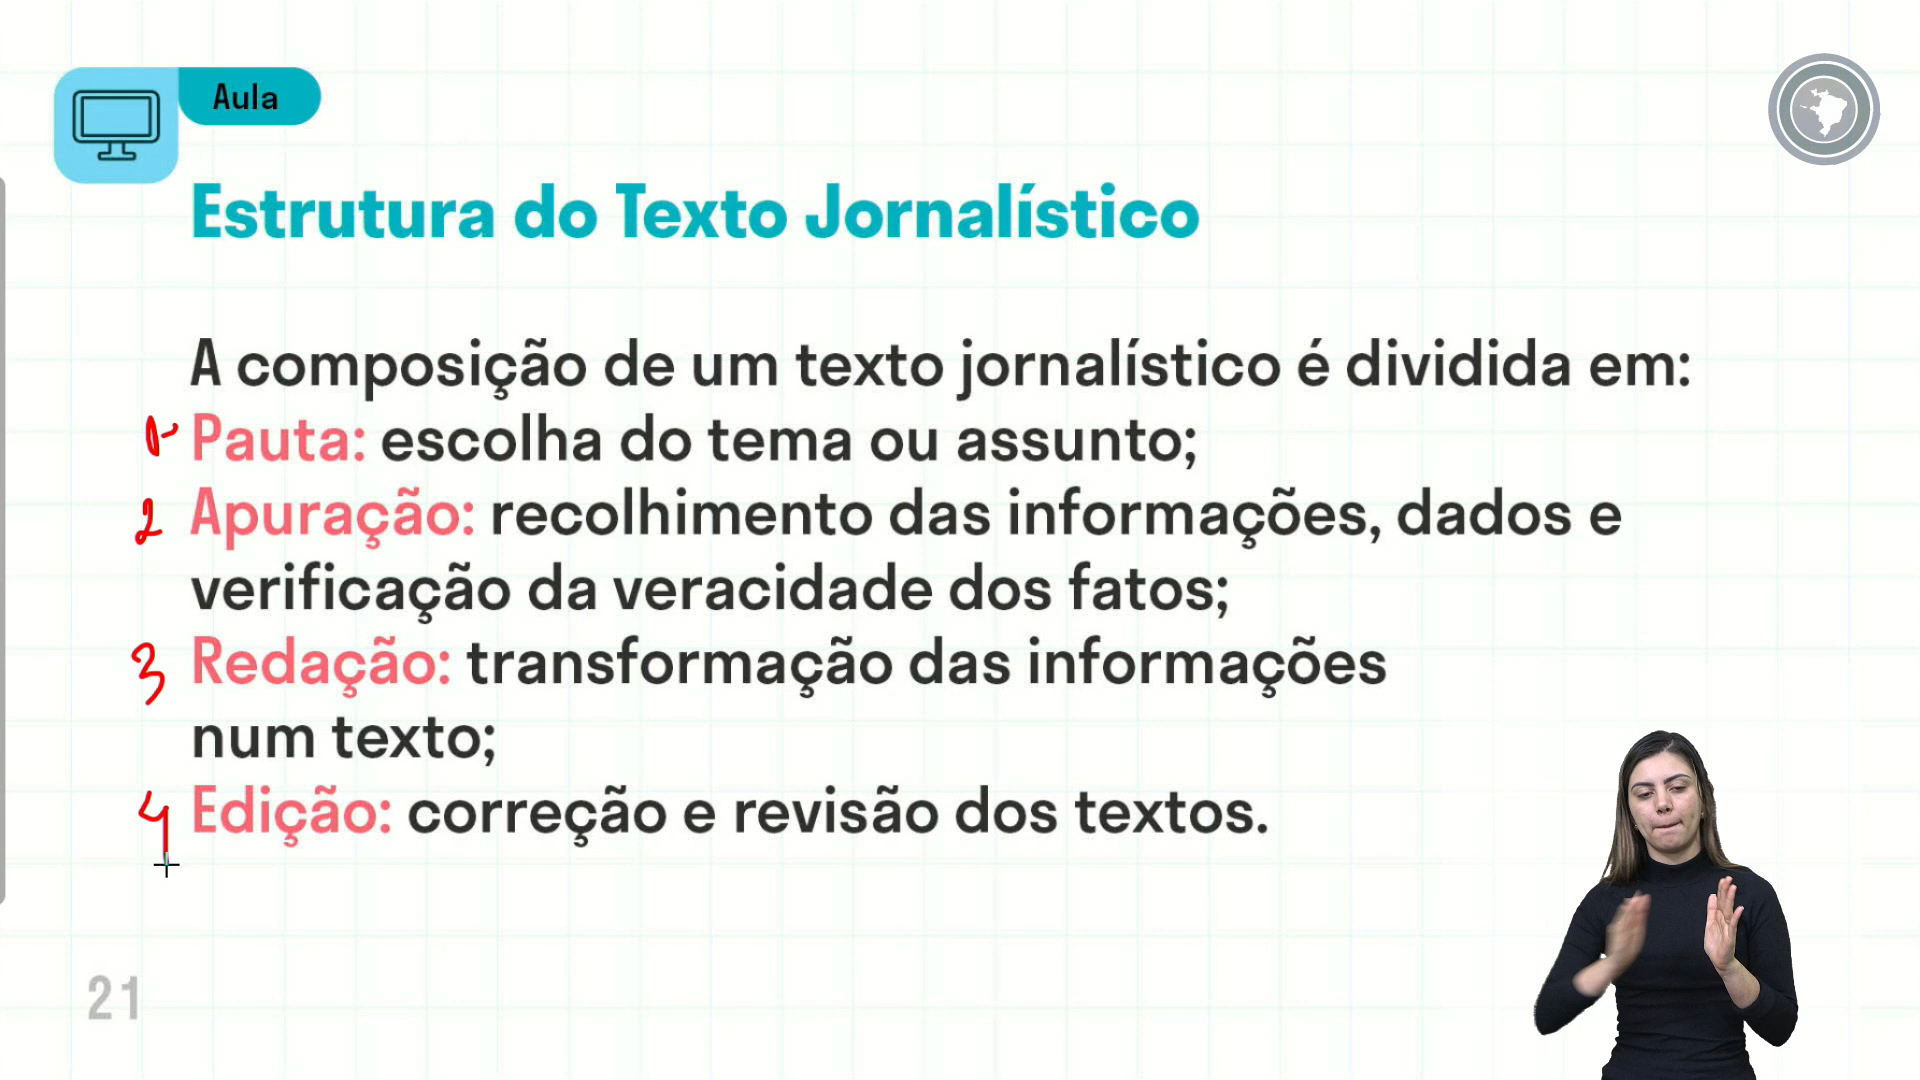 Aula
Estrutura do Texto Jornalístico
A composição de um texto jornalístico é dividida em:
1- Pauta: escolha do tema ou assunto;
2 Apuração: recolhimento das informações, dados e
verificação da veracidade dos fatos;
3 Redação: transformação das informações
num texto;
4 Edição: correção e revisão dos textos.
21